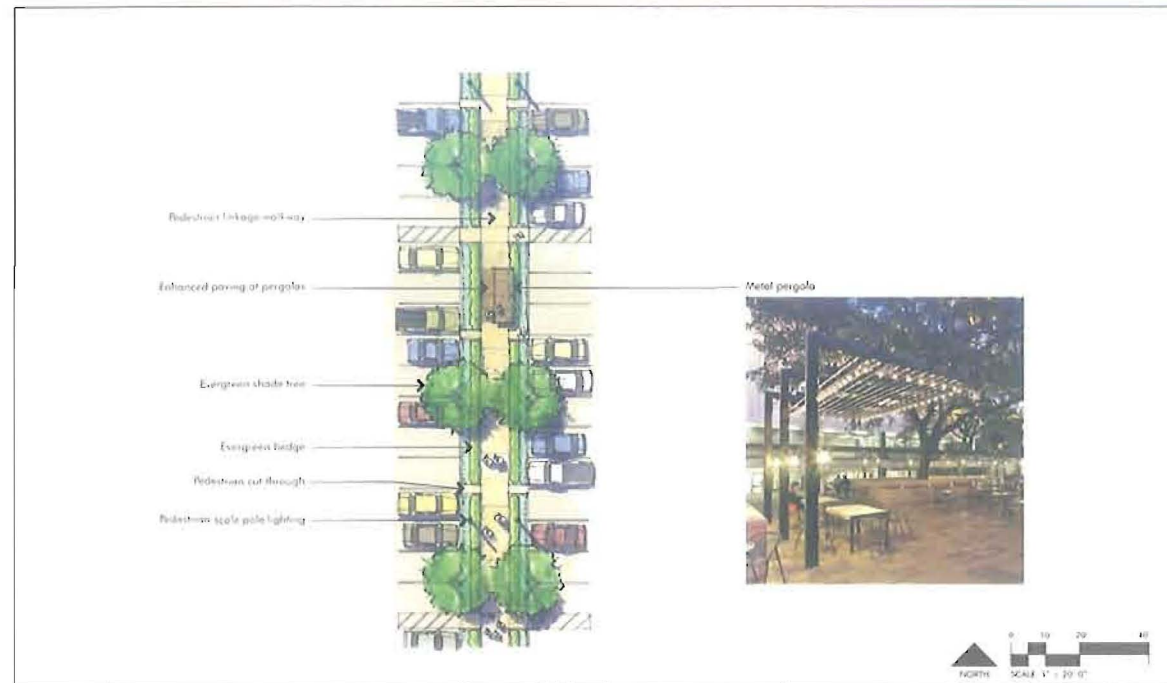 Pedestrian linkage walkway
Enhanced paving at pergolas
Metal pergola
Evergreen shade tree
Evergreen hedge
Pedestrian cut through
Pedestrian scale pole lighting
0 10 20 40
NORTH
SCALE 1" = 20'0"